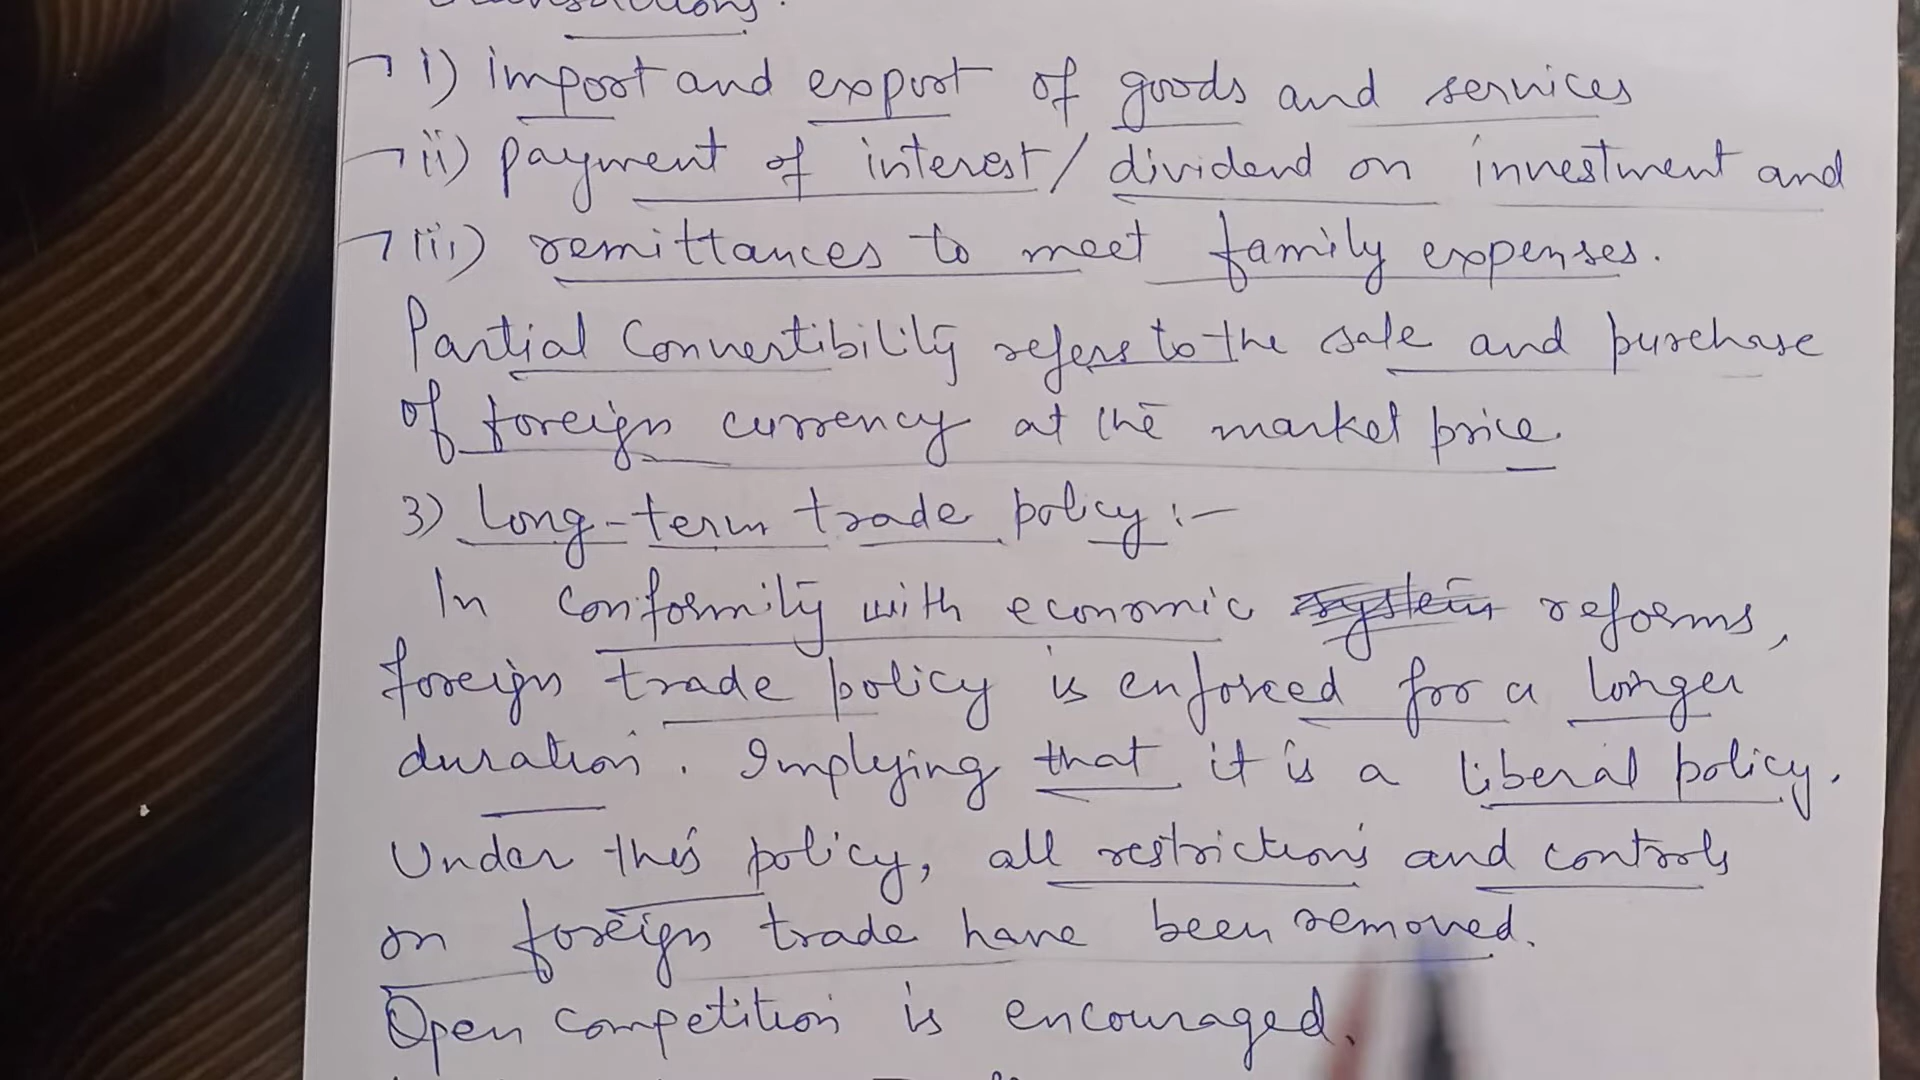 transactions.
i) import and export of goods and services
ii) payment of interest/dividend on investment and
iii) remittances to meet family expenses.
Partial Convertibility refers to the sale and purchase
of foreign currency at the market price.
3) Long-term trade policy :-
In conformity with economic system reforms,
foreign trade policy is enforced for a longer
duration. Implying that it is a liberal policy.
Under this policy, all restrictions and controls
on foreign trade have been removed.
Open competition is encouraged.